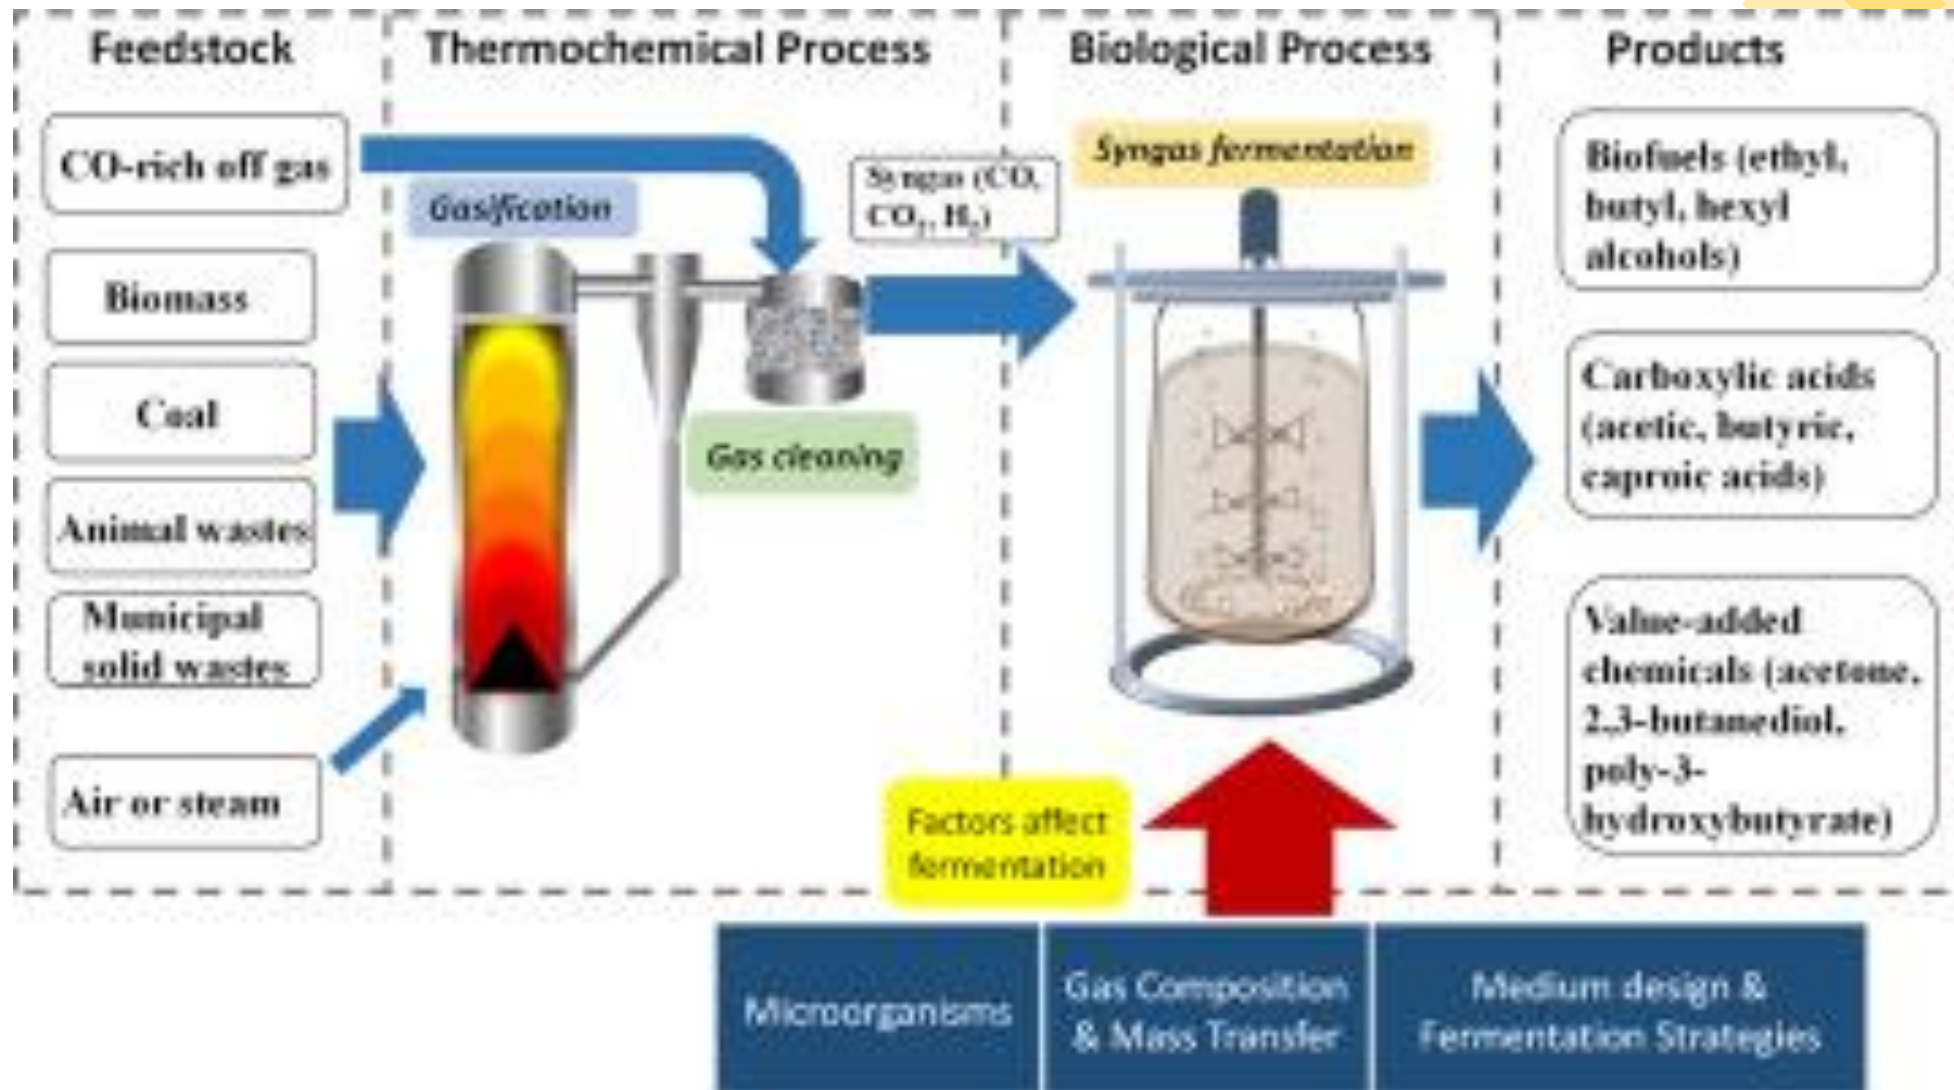 Feedstock
CO-rich off gas
Biomass
Coal
Animal wastes
Municipal
solid wastes
Air or steam
Thermochemical Process
Gasification
Gas cleaning
Syngas (CO,
CO₂, H₂)
Biological Process
Syngas fermentation
Factors affect
fermentation
Products
Biofuels (ethyl,
butyl, hexyl
alcohols)
Carboxylic acids
(acetic, butyric,
caproic acids)
Value-added
chemicals (acetone,
2,3-butanediol,
poly-3-
hydroxybutyrate)
Microorganisms
Gas Composition
& Mass Transfer
Medium design &
Fermentation Strategies